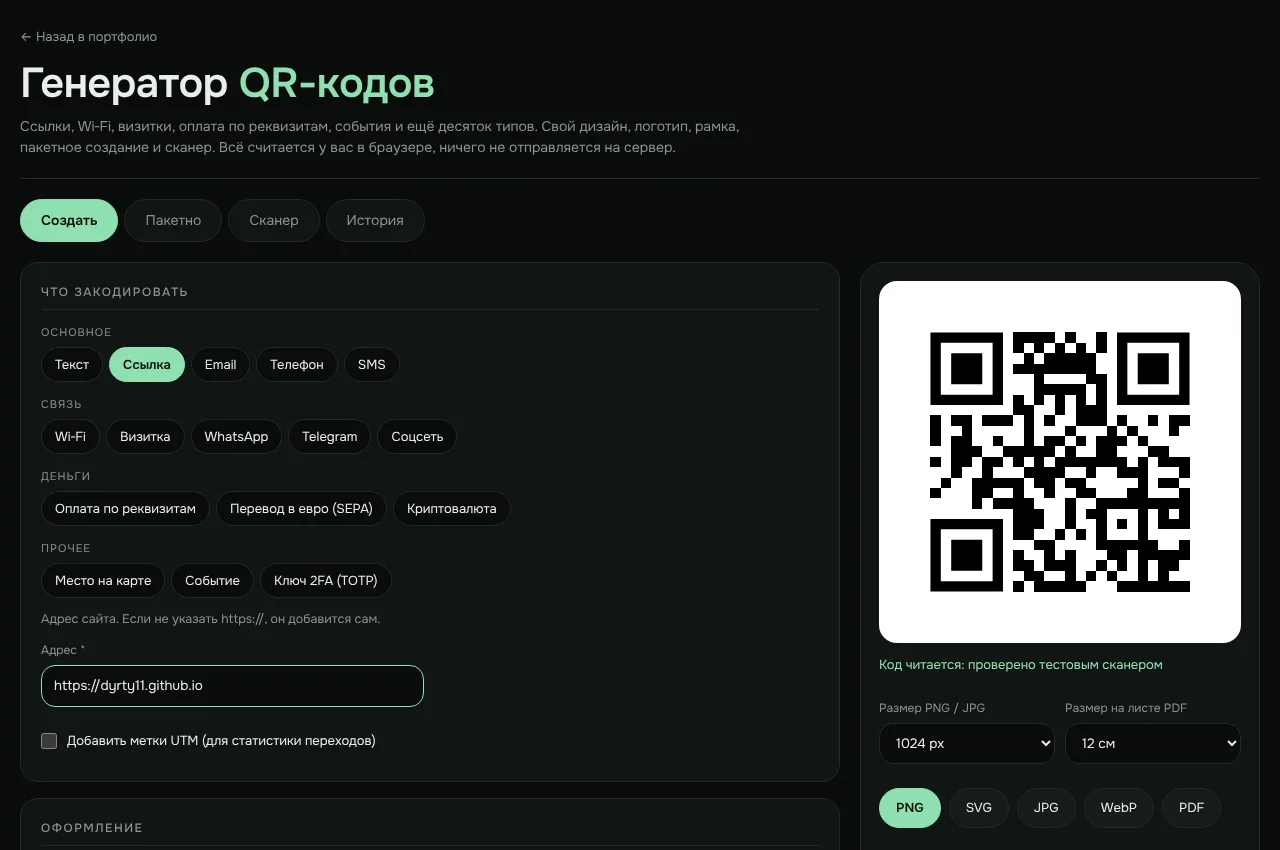 ← Назад в портфолио
Генератор QR-кодов
Ссылки, Wi-Fi, визитки, оплата по реквизитам, события и ещё десяток типов. Свой дизайн, логотип, рамка,
пакетное создание и сканер. Всё считается у вас в браузере, ничего не отправляется на сервер.
Создать Пакетно Сканер История
ЧТО ЗАКОДИРОВАТЬ
ОСНОВНОЕ
Текст Ссылка Email Телефон SMS
СВЯЗЬ
Wi-Fi Визитка WhatsApp Telegram Соцсеть
ДЕНЬГИ
Оплата по реквизитам Перевод в евро (SEPA) Криптовалюта
ПРОЧЕЕ
Место на карте Событие Ключ 2FA (TOTP)
Адрес сайта. Если не указать https://, он добавится сам.
Адрес *
https://dyrty11.github.io
Добавить метки UTM (для статистики переходов)
ОФОРМЛЕНИЕ
Код читается: проверено тестовым сканером
Размер PNG / JPG Размер на листе PDF
1024 px 12 см
PNG SVG JPG WebP PDF